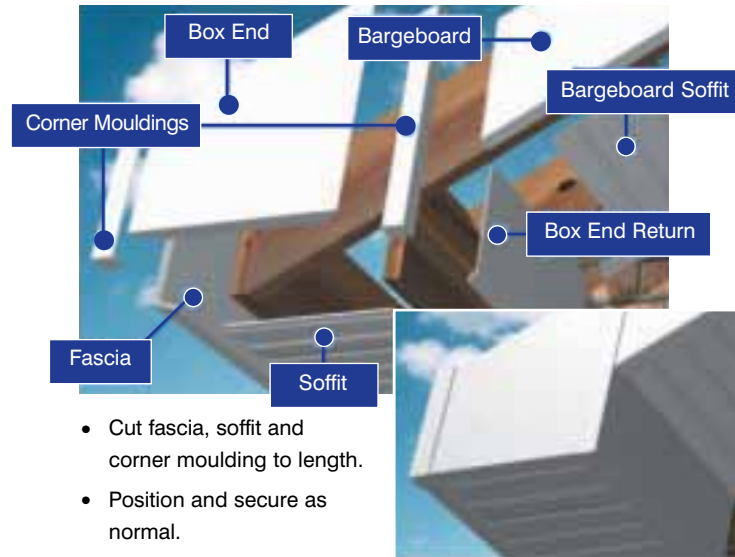 Box End
Bargeboard
Bargeboard Soffit
Corner Mouldings
Box End Return
Fascia
Soffit
• Cut fascia, soffit and
corner moulding to length.
• Position and secure as
normal.